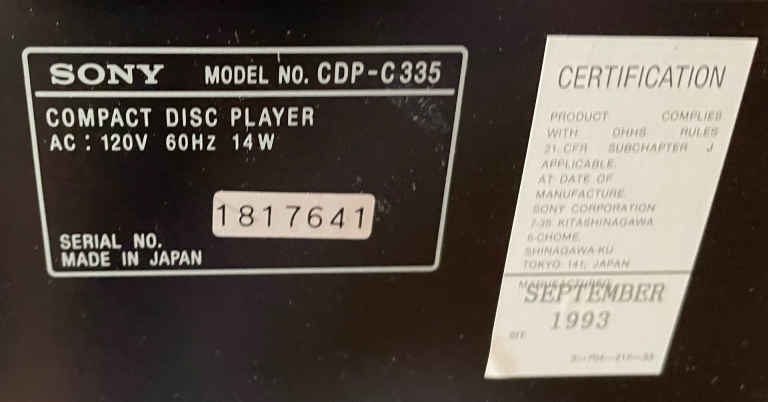 SONY MODEL NO. CDP-C335
COMPACT DISC PLAYER
AC: 120V 60HZ 14W
1817641
SERIAL NO.
MADE IN JAPAN
CERTIFICATION
PRODUCT COMPLIES
WITH DHHS RULES
21 CFR SUBCHAPTER J
APPLICABLE
AT DATE OF
MANUFACTURE.
SONY CORPORATION
7-35 KITASHINAGAWA
6-CHOME,
SHINAGAWA-KU
TOKYO 141, JAPAN
MANUFACTURED
SEPTEMBER
1993